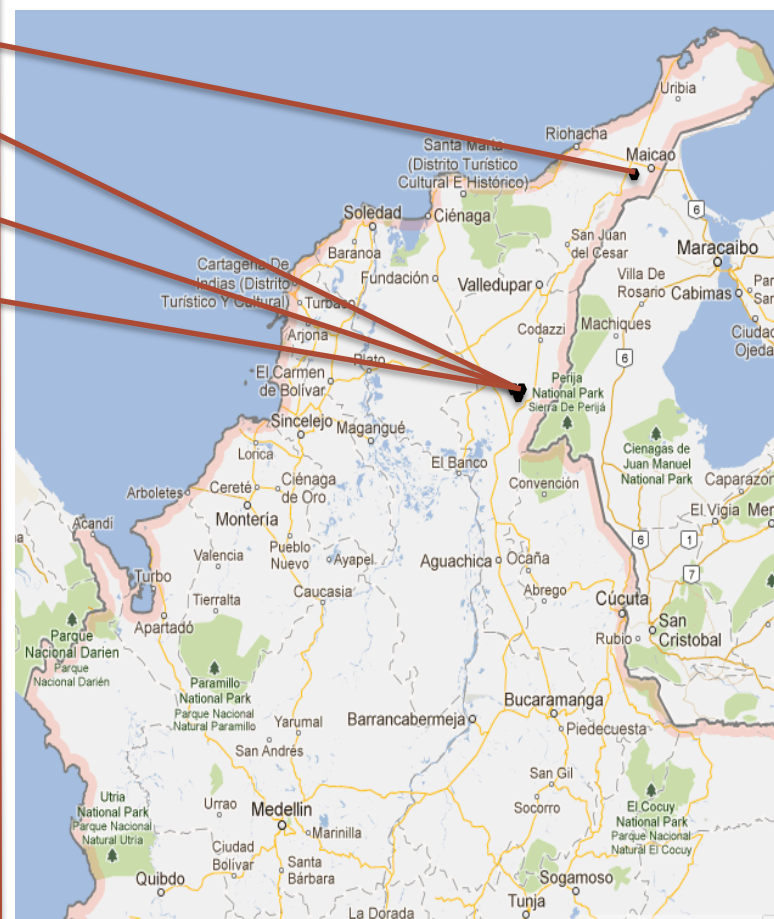 Uribia
Riohacha
Santa Marta
(Distrito Turístico
Cultural E Histórico)
Maicao
6
Soledad
Ciénaga
Baranoa
San Juan
del Cesar
Maracaibo
Cartagena De
Indias (Distrito
Turístico Y Cultural)
Fundación
Valledupar
Villa De
Rosario
Cabimas
Turbaco
Arjona
Codazzi
Machiques
Ciudad
Ojeda
Plato
6
El Carmen
de Bolívar
Perija
National Park
Sierra De Perijá
Sincelejo
Magangué
Lorica
El Banco
Cienagas de
Juan Manuel
National Park
Arboletes
Cereté
Ciénaga
de Oro
Convención
Caparazon
Montería
El Vigia
Mer
Acandí
Valencia
Pueblo
Nuevo
Ayapel
Aguachica
Ocaña
6
1
7
Turbo
Tierralta
Caucasia
Abrego
Cúcuta
Apartadó
San
Cristobal
Rubio
Parque
Nacional Darien
Parque
Nacional Darién
Paramillo
National Park
Parque Nacional
Natural Paramillo
Yarumal
Barrancabermeja
Bucaramanga
Piedecuesta
San Andrés
San Gil
Utria
National Park
Parque Nacional
Natural Utria
Urrao
Medellin
Marinilla
Socorro
El Cocuy
National Park
Parque Nacional
Natural El Cocuy
Ciudad
Bolívar
Santa
Bárbara
Quibdo
Sogamoso
Tunja
La Dorada